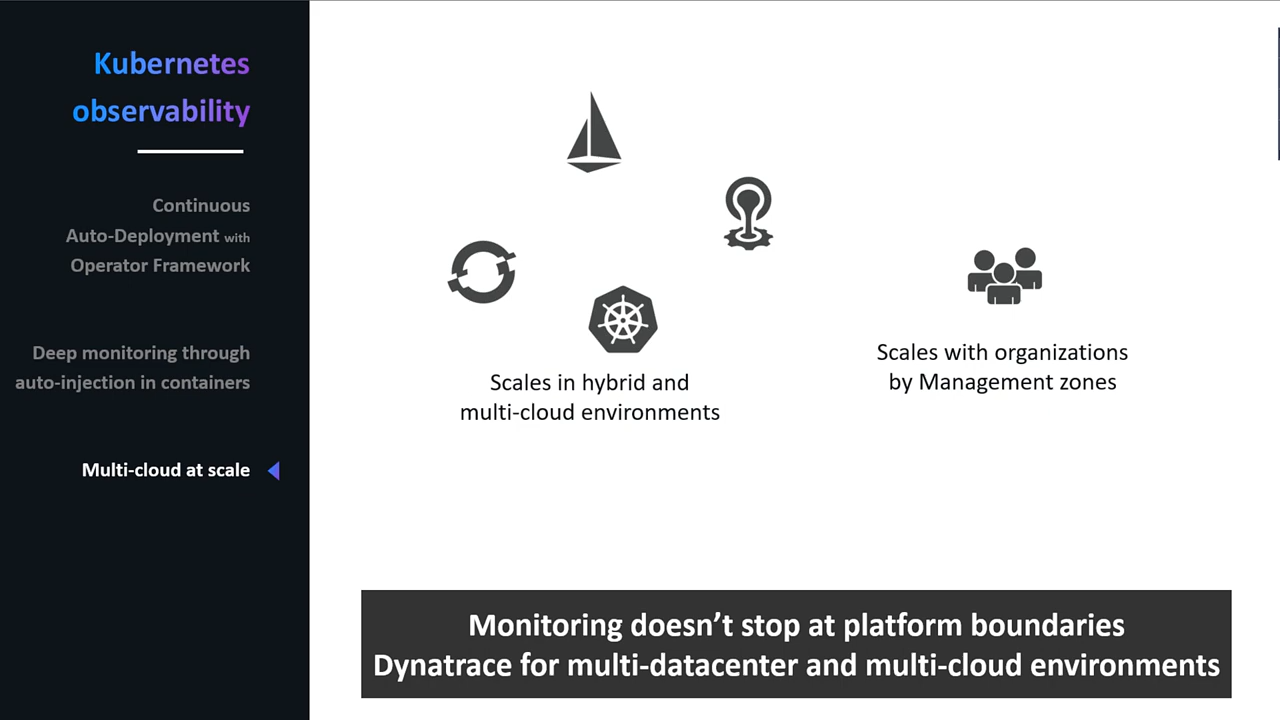 Kubernetes
observability
Continuous
Auto-Deployment with
Operator Framework
Deep monitoring through
auto-injection in containers
Multi-cloud at scale
Scales in hybrid and
multi-cloud environments
Scales with organizations
by Management zones
Monitoring doesn’t stop at platform boundaries
Dynatrace for multi-datacenter and multi-cloud environments